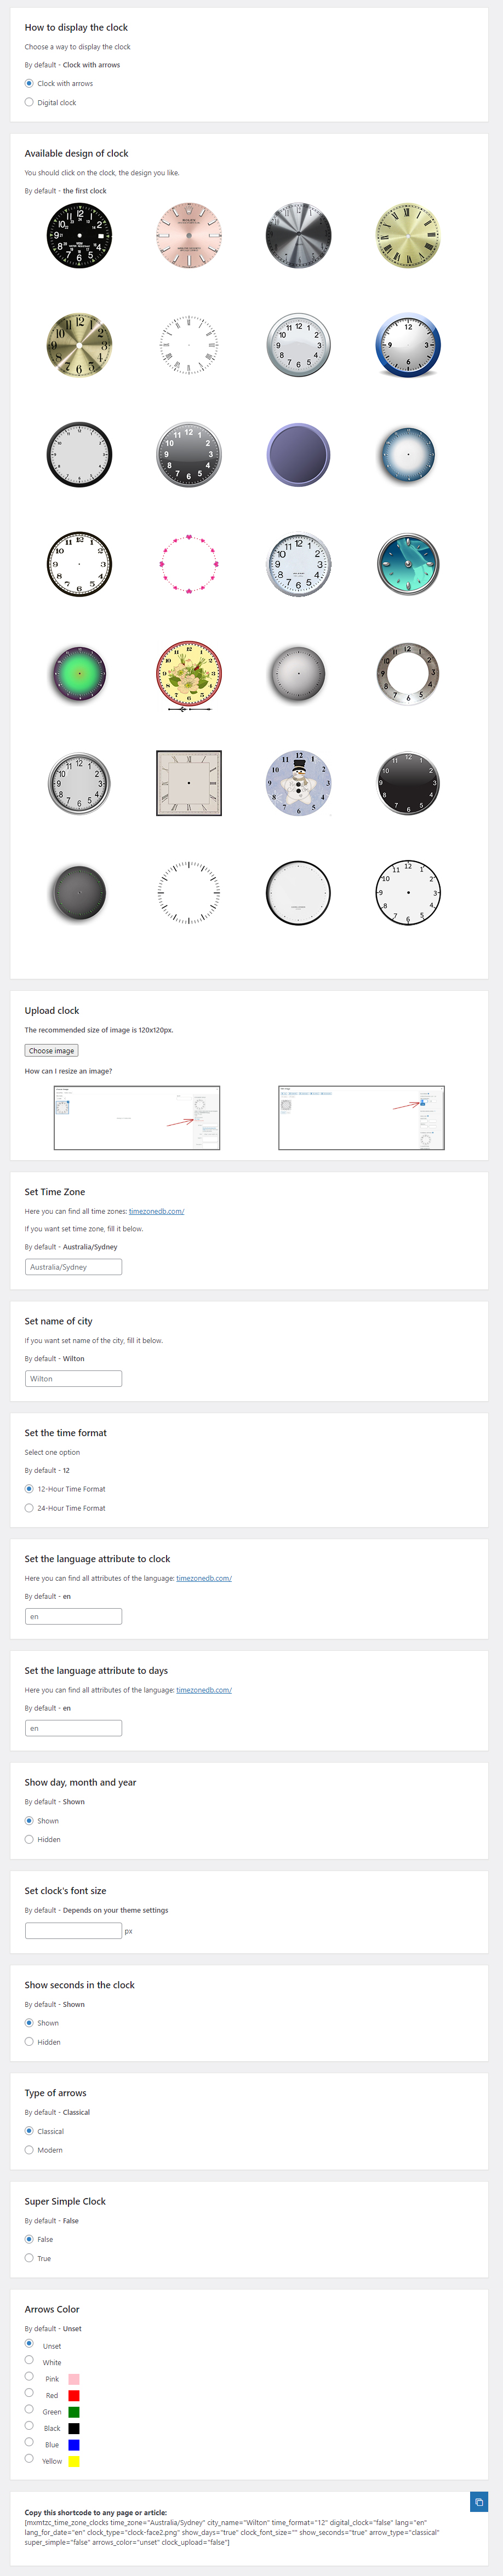 How to display the clock
Choose a way to display the clock
By default - Clock with arrows
Clock with arrows
Digital clock
Available design of clock
You should click on the clock, the design you like.
By default - the first clock
Upload clock
The recommended size of image is 120x120px.
Choose image
How can I resize an image?
Set Time Zone
Here you can find all time zones: timezonedb.com/
If you want set time zone, fill it below.
By default - Australia/Sydney
Australia/Sydney
Set name of city
If you want set name of the city, fill it below.
By default - Wilton
Wilton
Set the time format
Select one option
By default - 12
12-Hour Time Format
24-Hour Time Format
Set the language attribute to clock
Here you can find all attributes of the language: timezonedb.com/
By default - en
en
Set the language attribute to days
Here you can find all attributes of the language: timezonedb.com/
By default - en
en
Show day, month and year
By default - Shown
Shown
Hidden
Set clock's font size
By default - Depends on your theme settings
px
Show seconds in the clock
By default - Shown
Shown
Hidden
Type of arrows
By default - Classical
Classical
Modern
Super Simple Clock
By default - False
False
True
Arrows Color
By default - Unset
Unset
White
Pink
Red
Green
Black
Blue
Yellow
Copy this shortcode to any page or article:
[mxmtzc_time_zone_clocks time_zone="Australia/Sydney" city_name="Wilton" time_format="12" digital_clock="false" lang="en"
lang_for_date="en" clock_type="clock-face2.png" show_days="true" clock_font_size="" show_seconds="true" arrow_type="classical"
super_simple="false" arrows_color="unset" clock_upload="false"]